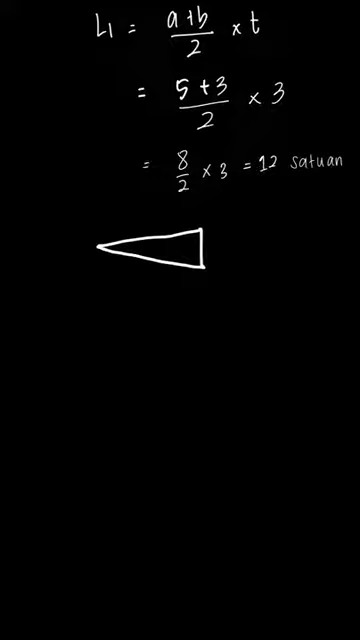 L1 = a+b/2 × t
= 5+3/2 × 3
= 8/2 × 3 = 12 satuan